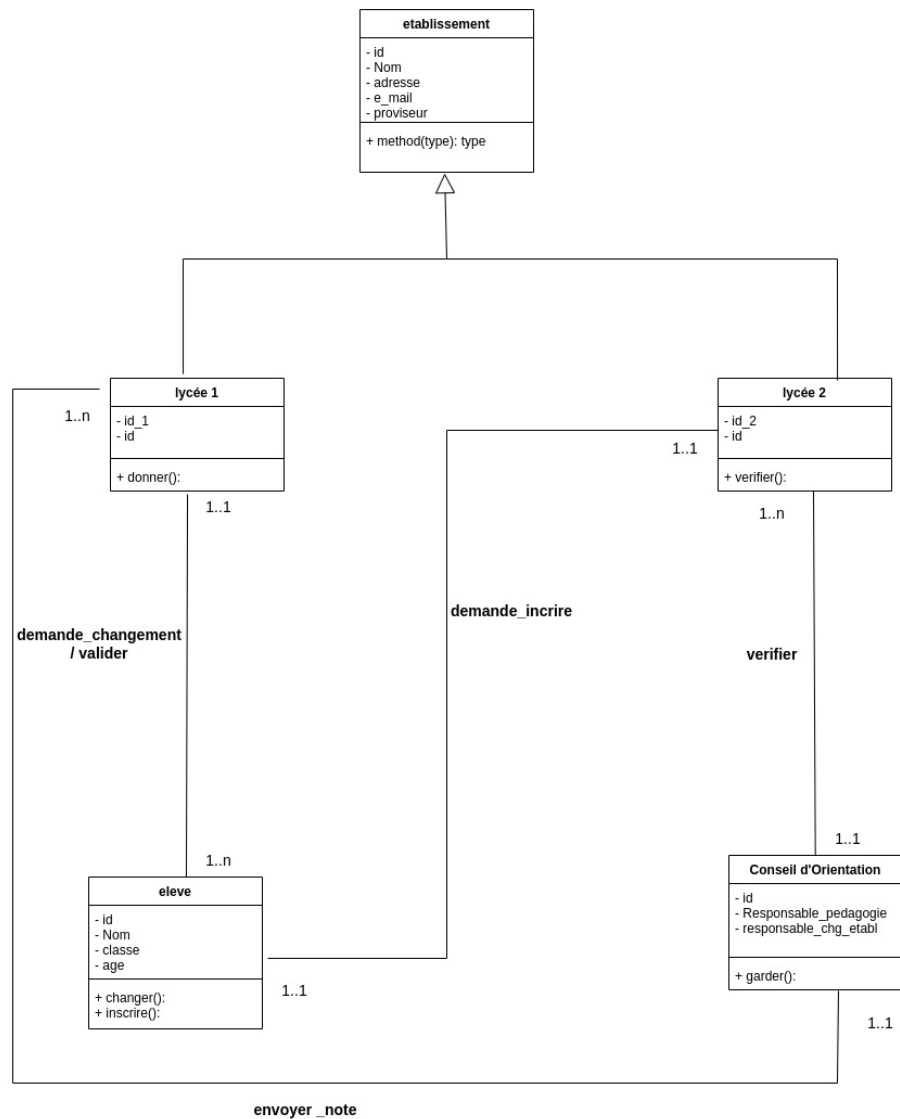 etablissement
- id
- Nom
- adresse
- e_mail
- proviseur
+ method(type): type
lycée 1
- id_1
- id
+ donner():
lycée 2
- id_2
- id
+ verifier():
1..n
1..1
1..1
1..n
demande_changement
/ valider
demande_incrire
verifier
1..n
1..1
eleve
- id
- Nom
- classe
- age
+ changer():
+ inscrire():
1..1
Conseil d'Orientation
- id
- Responsable_pedagogie
- responsable_chg_etabl
+ garder():
1..1
envoyer _note